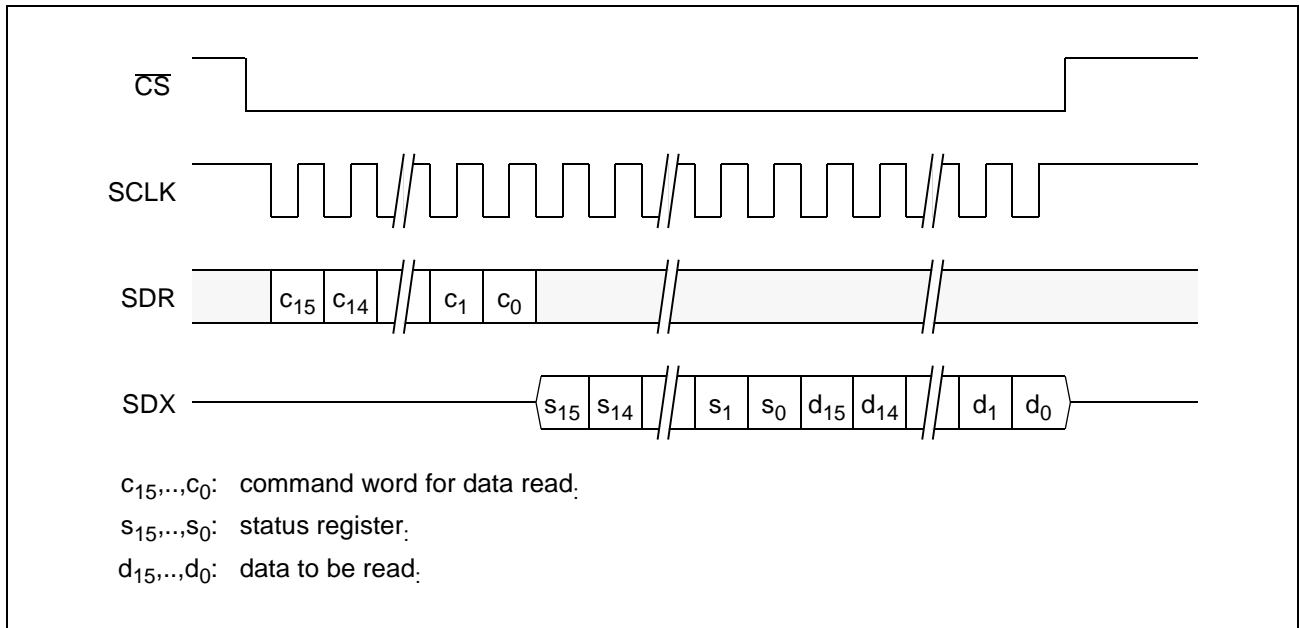 C̅S̅
SCLK
SDR c₁₅ c₁₄ c₁ c₀
SDX s₁₅ s₁₄ s₁ s₀ d₁₅ d₁₄ d₁ d₀
c₁₅,..,c₀: command word for data read:
s₁₅,..,s₀: status register:
d₁₅,..,d₀: data to be read: